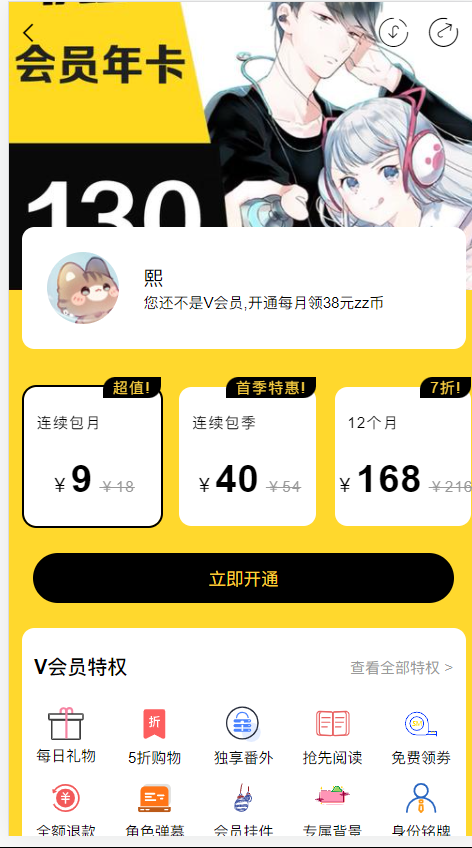 会员年卡
130
熙
您还不是V会员,开通每月领38元zz币
超值!
首季特惠!
7折!
连续包月
连续包季
12个月
￥9 ￥18
￥40 ￥54
￥168 ￥216
立即开通
V会员特权
查看全部特权 >
折
每日礼物
5折购物
独享番外
抢先阅读
免费领券
全额退款
角色弹幕
会员挂件
专属背景
身份铭牌